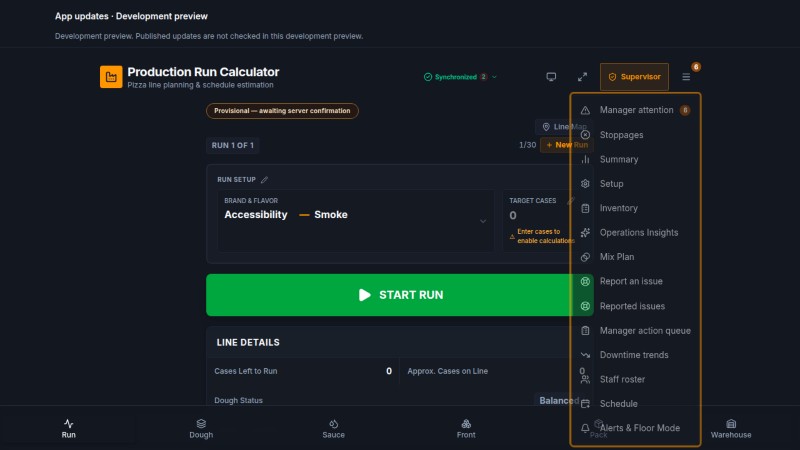 App updates · Development preview
Development preview. Published updates are not checked in this development preview.
Production Run Calculator
Pizza line planning & schedule estimation
Synchronized 2
Supervisor
6
Provisional — awaiting server confirmation
Line Map
RUN 1 OF 1
1/30
+ New Run
RUN SETUP
BRAND & FLAVOR
Accessibility — Smoke
TARGET CASES
0
Enter cases to
enable calculations
START RUN
LINE DETAILS
Cases Left to Run 0
Approx. Cases on Line 0
Dough Status
Balanced
Manager attention 8
Stoppages
Summary
Setup
Inventory
Operations Insights
Mix Plan
Report an issue
Reported issues
Manager action queue
Downtime trends
Staff roster
Schedule
Alerts & Floor Mode
Run
Dough
Sauce
Front
Pack
Warehouse